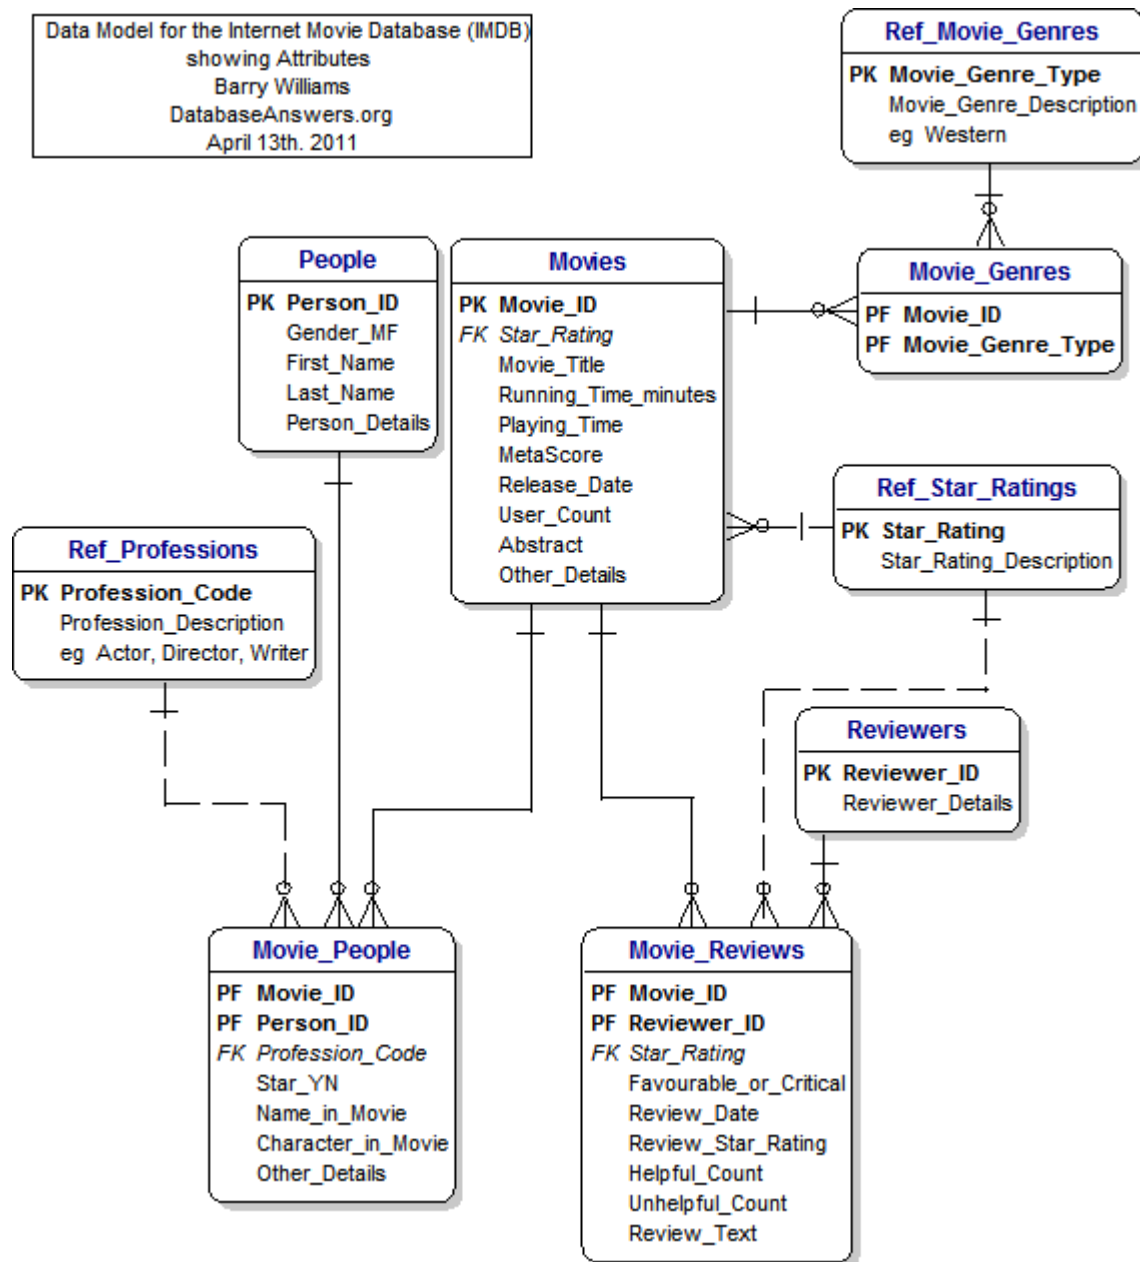 Data Model for the Internet Movie Database (IMDB)
showing Attributes
Barry Williams
DatabaseAnswers.org
April 13th. 2011
Ref_Movie_Genres
PK Movie_Genre_Type
Movie_Genre_Description
eg Western
People
PK Person_ID
Gender_MF
First_Name
Last_Name
Person_Details
Movies
PK Movie_ID
FK Star_Rating
Movie_Title
Running_Time_minutes
Playing_Time
MetaScore
Release_Date
User_Count
Abstract
Other_Details
Movie_Genres
PF Movie_ID
PF Movie_Genre_Type
Ref_Star_Ratings
PK Star_Rating
Star_Rating_Description
Ref_Professions
PK Profession_Code
Profession_Description
eg Actor, Director, Writer
Reviewers
PK Reviewer_ID
Reviewer_Details
Movie_People
PF Movie_ID
PF Person_ID
FK Profession_Code
Star_YN
Name_in_Movie
Character_in_Movie
Other_Details
Movie_Reviews
PF Movie_ID
PF Reviewer_ID
FK Star_Rating
Favourable_or_Critical
Review_Date
Review_Star_Rating
Helpful_Count
Unhelpful_Count
Review_Text